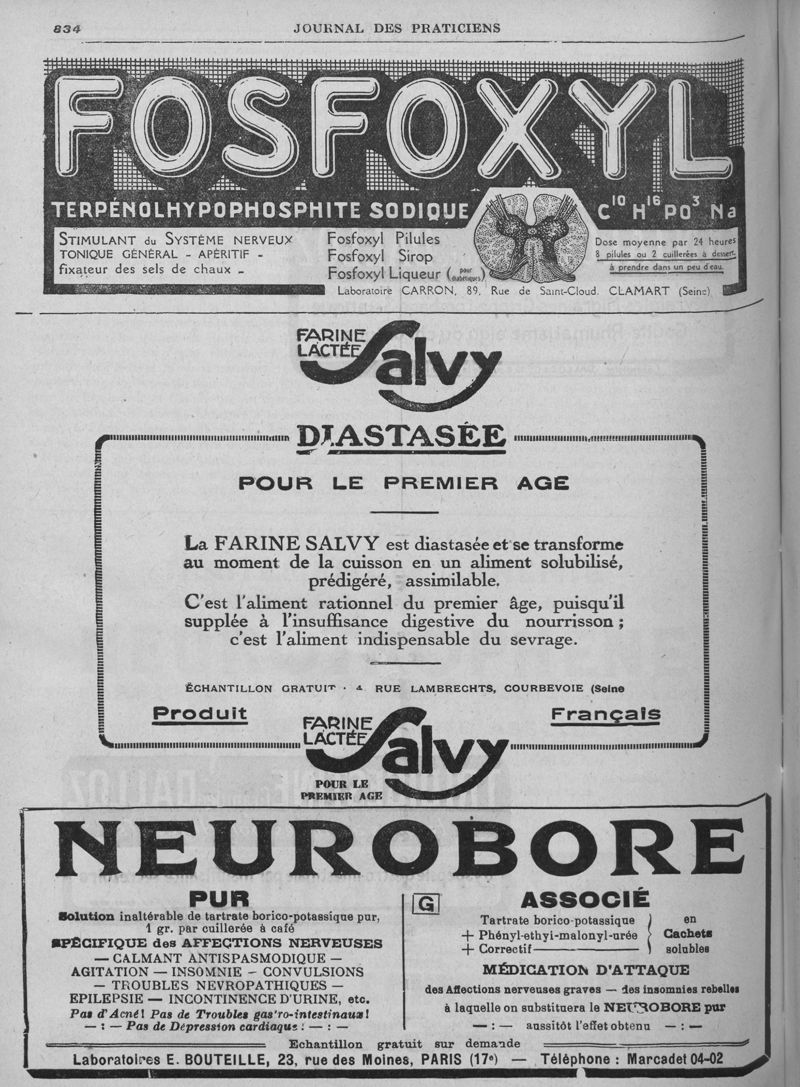 834 JOURNAL DES PRATICIENS
FOSFOXYL
TERPÉNOLHYPOPHOSPHITE SODIQUE C¹⁰ H¹⁶ PO³ Na
STIMULANT du SYSTÈME NERVEUX
TONIQUE GÉNÉRAL - APÉRITIF -
fixateur des sels de chaux -
Fosfoxyl Pilules
Fosfoxyl Sirop
Fosfoxyl Liqueur (pour diabétiques)
Dose moyenne par 24 heures
8 pilules ou 2 cuillerées à dessert
à prendre dans un peu d'eau.
Laboratoire CARRON, 89, Rue de Saint-Cloud, CLAMART (Seine)
FARINE
LACTÉE
Salvy
DIASTASÉE
POUR LE PREMIER AGE
La FARINE SALVY est diastasée et se transforme
au moment de la cuisson en un aliment solubilisé,
prédigéré, assimilable.
C'est l'aliment rationnel du premier âge, puisqu'il
supplée à l'insuffisance digestive du nourrisson ;
c'est l'aliment indispensable du sevrage.
ÉCHANTILLON GRATUIT · 4 RUE LAMBRECHTS, COURBEVOIE (Seine
Produit Français
FARINE
LACTÉE
Salvy
POUR LE
PREMIER AGE
NEUROBORE
PUR
Solution inaltérable de tartrate borico-potassique pur,
1 gr. par cuillerée à café
SPÉCIFIQUE des AFFECTIONS NERVEUSES
— CALMANT ANTISPASMODIQUE —
AGITATION — INSOMNIE — CONVULSIONS
— TROUBLES NEVROPATHIQUES —
EPILEPSIE — INCONTINENCE D'URINE, etc.
Pas d'Acné! Pas de Troubles gas'ro-intestinaux!
— : — Pas de Dépression cardiaque : — : —
G
ASSOCIÉ
Tartrate borico-potassique
+ Phényl-ethyi-malonyl-urée
+ Correctif
en
Cachets
solubles
MÉDICATION D'ATTAQUE
des Affections nerveuses graves — des insomnies rebelles
à laquelle on substituera le NEUROBORE pur
— : — aussitôt l'effet obtenu — : —
Echantillon gratuit sur demande
Laboratoires E. BOUTEILLE, 23, rue des Moines, PARIS (17e) — Téléphone : Marcadet 04-02